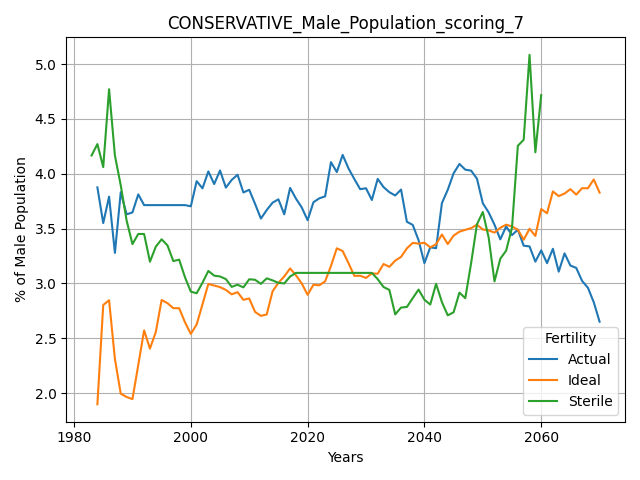 CONSERVATIVE_Male_Population_scoring_7
% of Male Population
5.0
4.5
4.0
3.5
3.0
2.5
2.0
Fertility
Actual
Ideal
Sterile
1980 2000 2020 2040 2060
Years